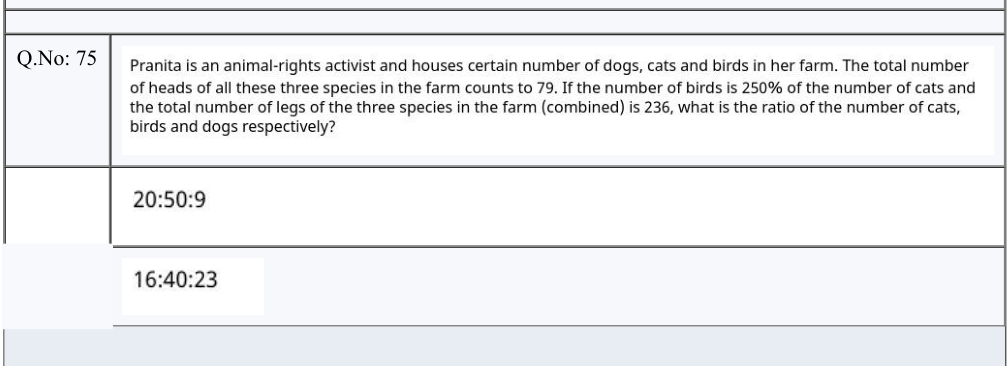 Q.No: 75
Pranita is an animal-rights activist and houses certain number of dogs, cats and birds in her farm. The total number
of heads of all these three species in the farm counts to 79. If the number of birds is 250% of the number of cats and
the total number of legs of the three species in the farm (combined) is 236, what is the ratio of the number of cats,
birds and dogs respectively?
20:50:9
16:40:23